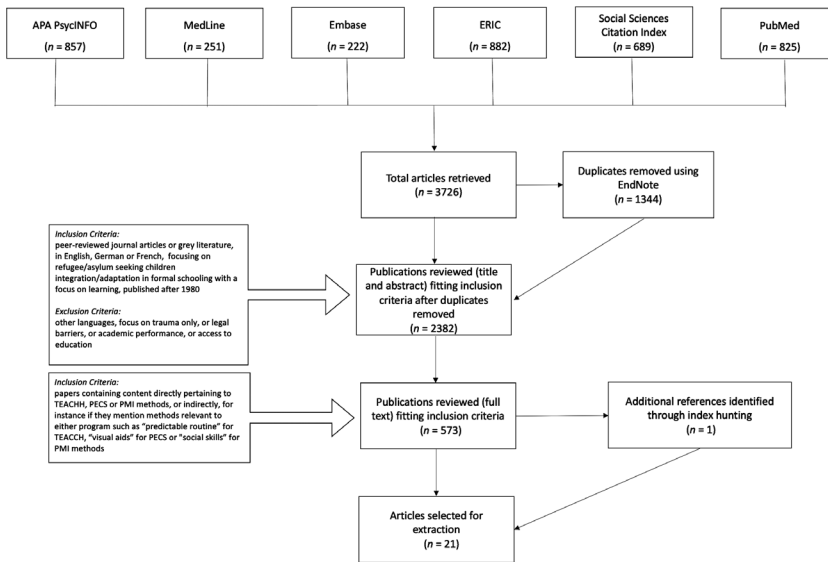 APA PsycINFO
(n = 857)
MedLine
(n = 251)
Embase
(n = 222)
ERIC
(n = 882)
Social Sciences
Citation Index
(n = 689)
PubMed
(n = 825)
Total articles retrieved
(n = 3726)
Duplicates removed using
EndNote
(n = 1344)
Inclusion Criteria:
peer-reviewed journal articles or grey literature,
in English, German or French, focusing on
refugee/asylum seeking children
integration/adaptation in formal schooling with a
focus on learning, published after 1980
Exclusion Criteria:
other languages, focus on trauma only, or legal
barriers, or academic performance, or access to
education
Publications reviewed (title
and abstract) fitting inclusion
criteria after duplicates
removed
(n = 2382)
Inclusion Criteria:
papers containing content directly pertaining to
TEACHH, PECS or PMI methods, or indirectly, for
instance if they mention methods relevant to
either program such as “predictable routine” for
TEACCH, “visual aids” for PECS or "social skills” for
PMI methods
Publications reviewed (full
text) fitting inclusion criteria
(n = 573)
Additional references identified
through index hunting
(n = 1)
Articles selected for
extraction
(n = 21)